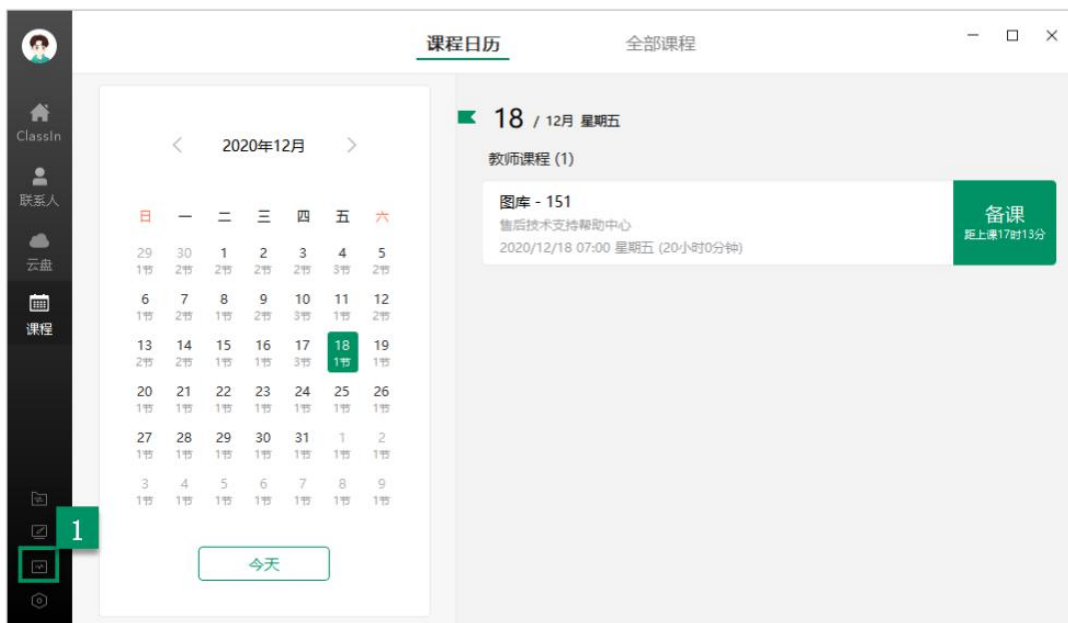 课程日历 全部课程
ClassIn
联系人
云盘
课程
1
2020年12月
日 一 二 三 四 五 六
29 30 1 2 3 4 5
1节 2节 2节 2节 2节 3节 2节
6 7 8 9 10 11 12
1节 2节 1节 2节 3节 1节 2节
13 14 15 16 17 18 19
2节 2节 1节 1节 3节 1节 1节
20 21 22 23 24 25 26
1节 1节 1节 1节 1节 1节 1节
27 28 29 30 31 1 2
1节 1节 1节 1节 1节 1节 1节
3 4 5 6 7 8 9
1节 1节 1节 1节 1节 1节 1节
今天
18 / 12月 星期五
教师课程 (1)
图库 - 151
售后技术支持帮助中心
2020/12/18 07:00 星期五 (20小时0分钟)
备课
距上课17时13分